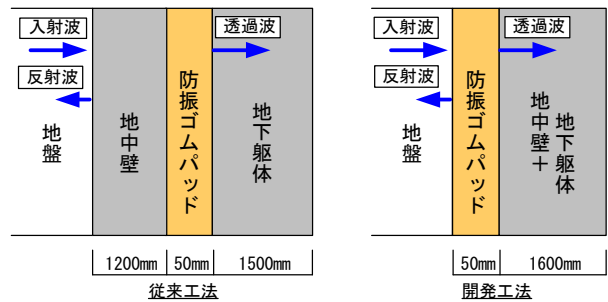 入射波
反射波
地盤
地中壁
防振ゴムパッド
透過波
地下躯体
1200mm
50mm
1500mm
従来工法
入射波
反射波
地盤
防振ゴムパッド
透過波
地中壁＋
地下躯体
50mm
1600mm
開発工法